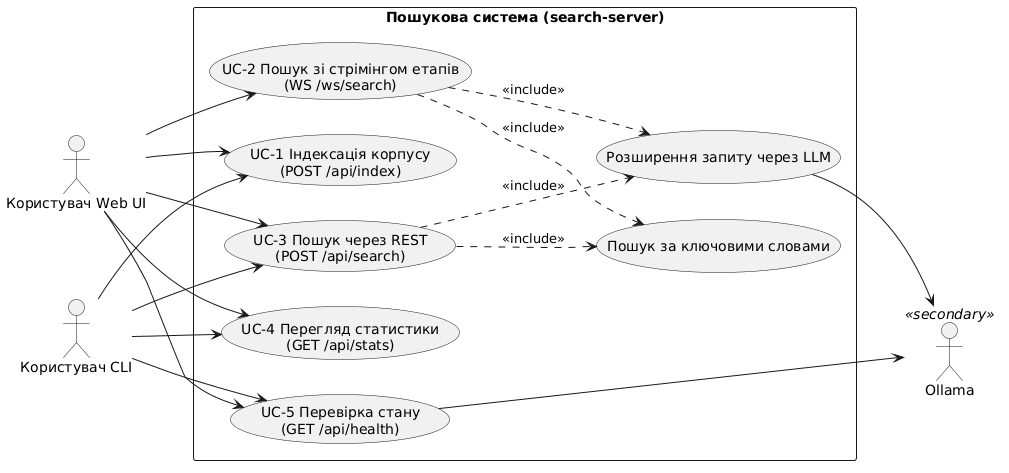 Пошукова система (search-server)
UC-2 Пошук зі стрімінгом етапів
(WS /ws/search)
«include»
«include»
UC-1 Індексація корпусу
(POST /api/index)
Розширення запиту через LLM
Користувач Web UI
«include»
UC-3 Пошук через REST
(POST /api/search)
«include»
Пошук за ключовими словами
UC-4 Перегляд статистики
(GET /api/stats)
Користувач CLI
«secondary»
Ollama
UC-5 Перевірка стану
(GET /api/health)